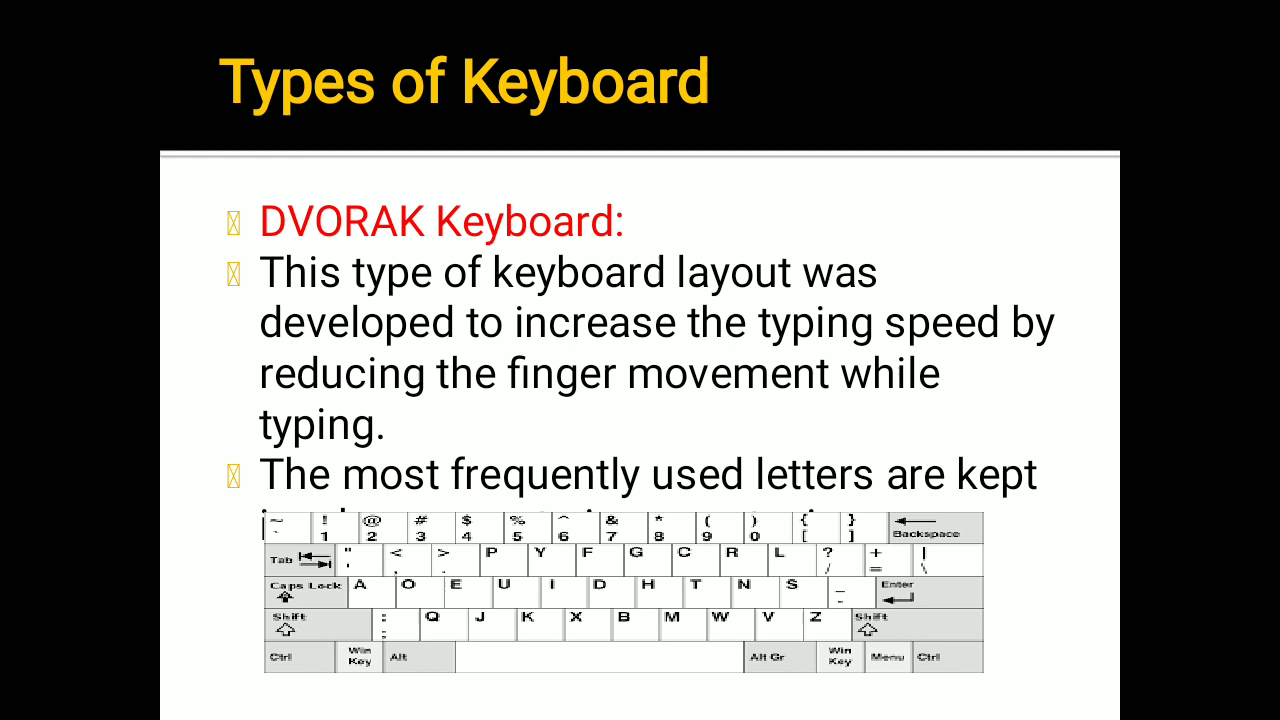 Types of Keyboard
DVORAK Keyboard:
This type of keyboard layout was
developed to increase the typing speed by
reducing the finger movement while
typing.
The most frequently used letters are kept
~ ! @ # $ % ^ & * ( ) { }
` 1 2 3 4 5 6 7 8 9 0 [ ] Backspace
Tab " < > P Y F G C R L ? + |
' , . / = \
Caps Lock A O E U I D H T N S _ Enter
-
Shift : Q J K X B M W V Z Shift
;
Ctrl Win Key Alt Alt Gr Win Key Menu Ctrl